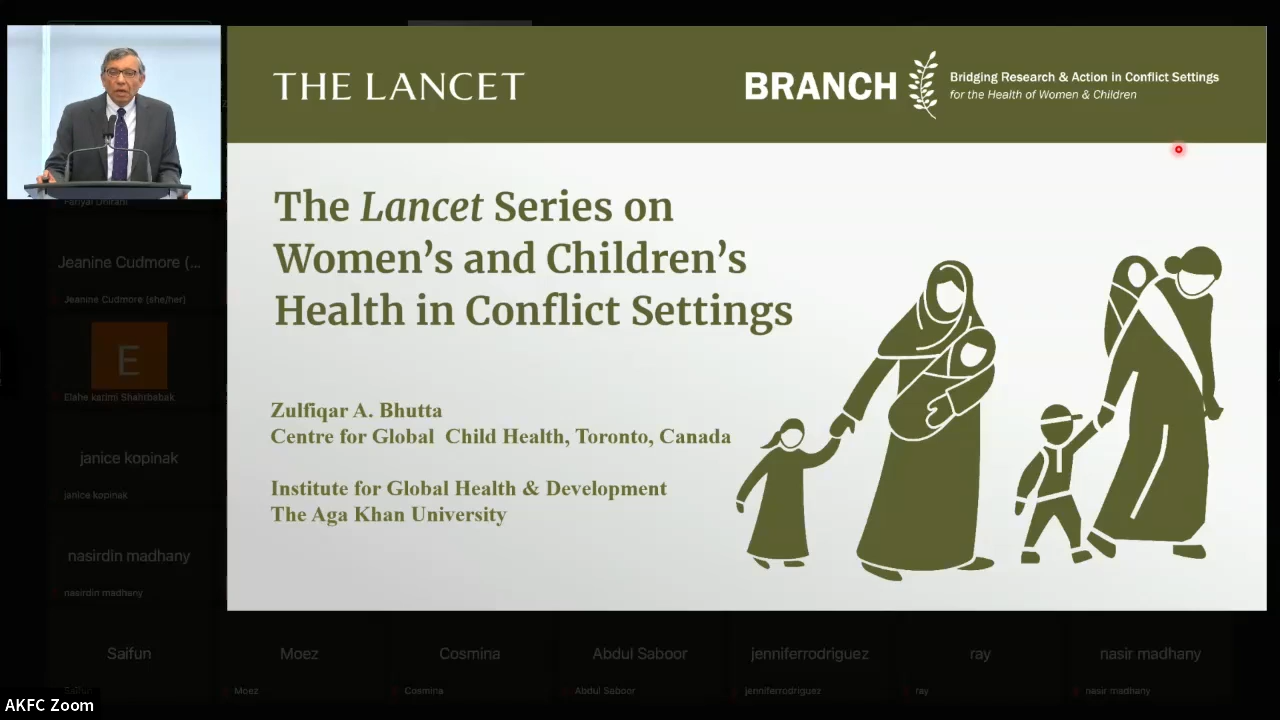 THE LANCET
BRANCH
Bridging Research & Action in Conflict Settings
for the Health of Women & Children
The Lancet Series on
Women's and Children's
Health in Conflict Settings
Zulfiqar A. Bhutta
Centre for Global Child Health, Toronto, Canada
Institute for Global Health & Development
The Aga Khan University
Jeanine Cudmore (...
Jeanine Cudmore (she/her)
E
Elahe karimi Shahrbabak
janice kopinak
janice kopinak
nasirdin madhany
nasirdin madhany
Saifun
Moez
Cosmina
Abdul Saboor
jenniferrodriguez
ray
nasir madhany
Saifun
Moez
Cosmina
Abdul Saboor
jenniferrodriguez
ray
nasir madhany
AKFC Zoom